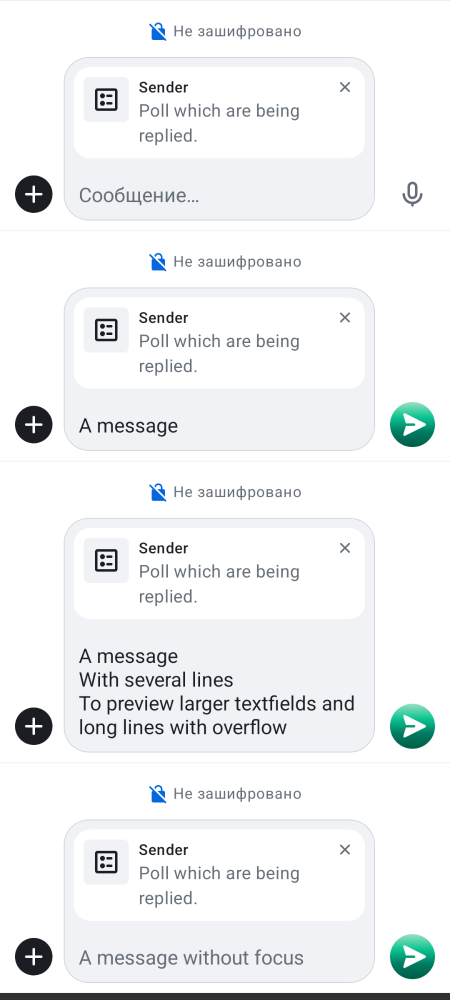 Не зашифровано
Sender
Poll which are being
replied.
Сообщение…
Не зашифровано
Sender
Poll which are being
replied.
A message
Не зашифровано
Sender
Poll which are being
replied.
A message
With several lines
To preview larger textfields and
long lines with overflow
Не зашифровано
Sender
Poll which are being
replied.
A message without focus